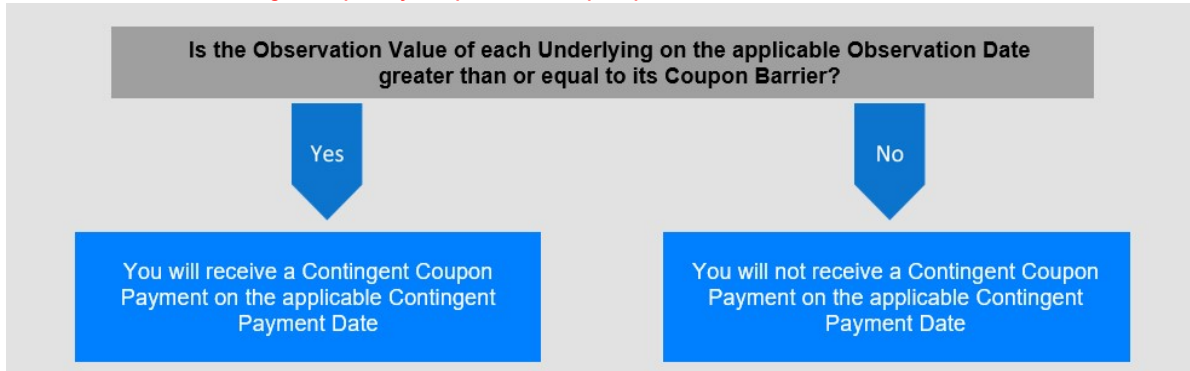 Is the Observation Value of each Underlying on the applicable Observation Date
greater than or equal to its Coupon Barrier?
Yes
No
You will receive a Contingent Coupon
Payment on the applicable Contingent
Payment Date
You will not receive a Contingent Coupon
Payment on the applicable Contingent
Payment Date